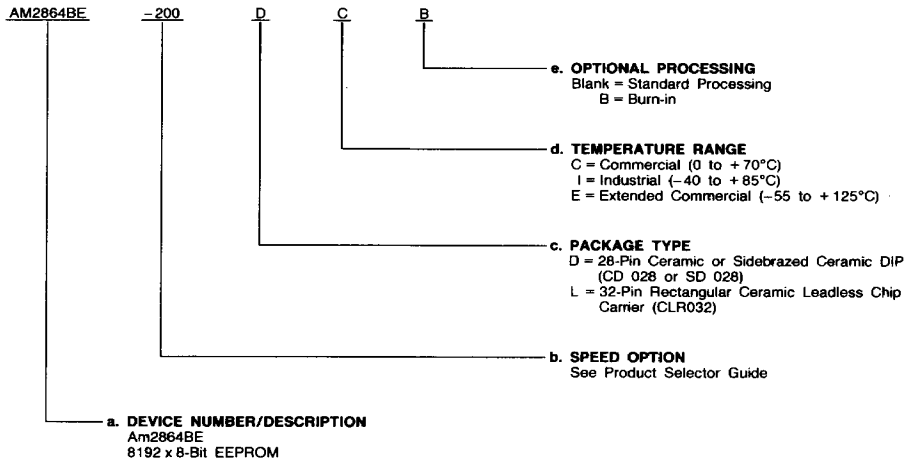 AM2864BE -200 D C B
e. OPTIONAL PROCESSING
Blank = Standard Processing
B = Burn-in
d. TEMPERATURE RANGE
C = Commercial (0 to +70°C)
I = Industrial (−40 to +85°C)
E = Extended Commercial (−55 to +125°C)
c. PACKAGE TYPE
D = 28-Pin Ceramic or Sidebrazed Ceramic DIP
(CD 028 or SD 028)
L = 32-Pin Rectangular Ceramic Leadless Chip
Carrier (CLR032)
b. SPEED OPTION
See Product Selector Guide
a. DEVICE NUMBER/DESCRIPTION
Am2864BE
8192 x 8-Bit EEPROM